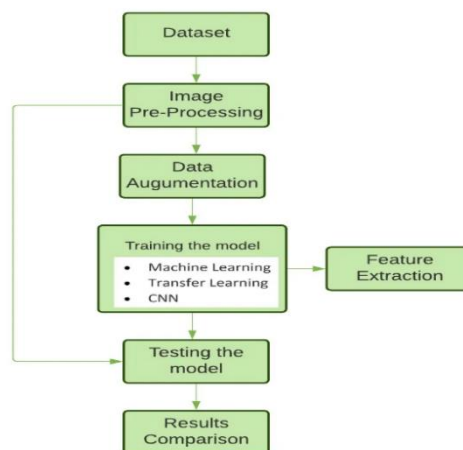 Dataset
Image
Pre-Processing
Data
Augumentation
Training the model
• Machine Learning
• Transfer Learning
• CNN
Feature
Extraction
Testing the
model
Results
Comparison